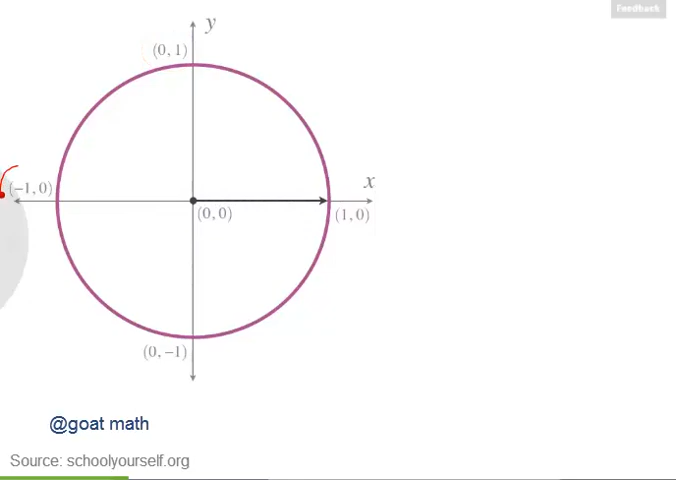 Feedback
y
(0, 1)
x
(−1, 0)
(0, 0)
(1, 0)
(0, −1)
@goat math
Source: schoolyourself.org